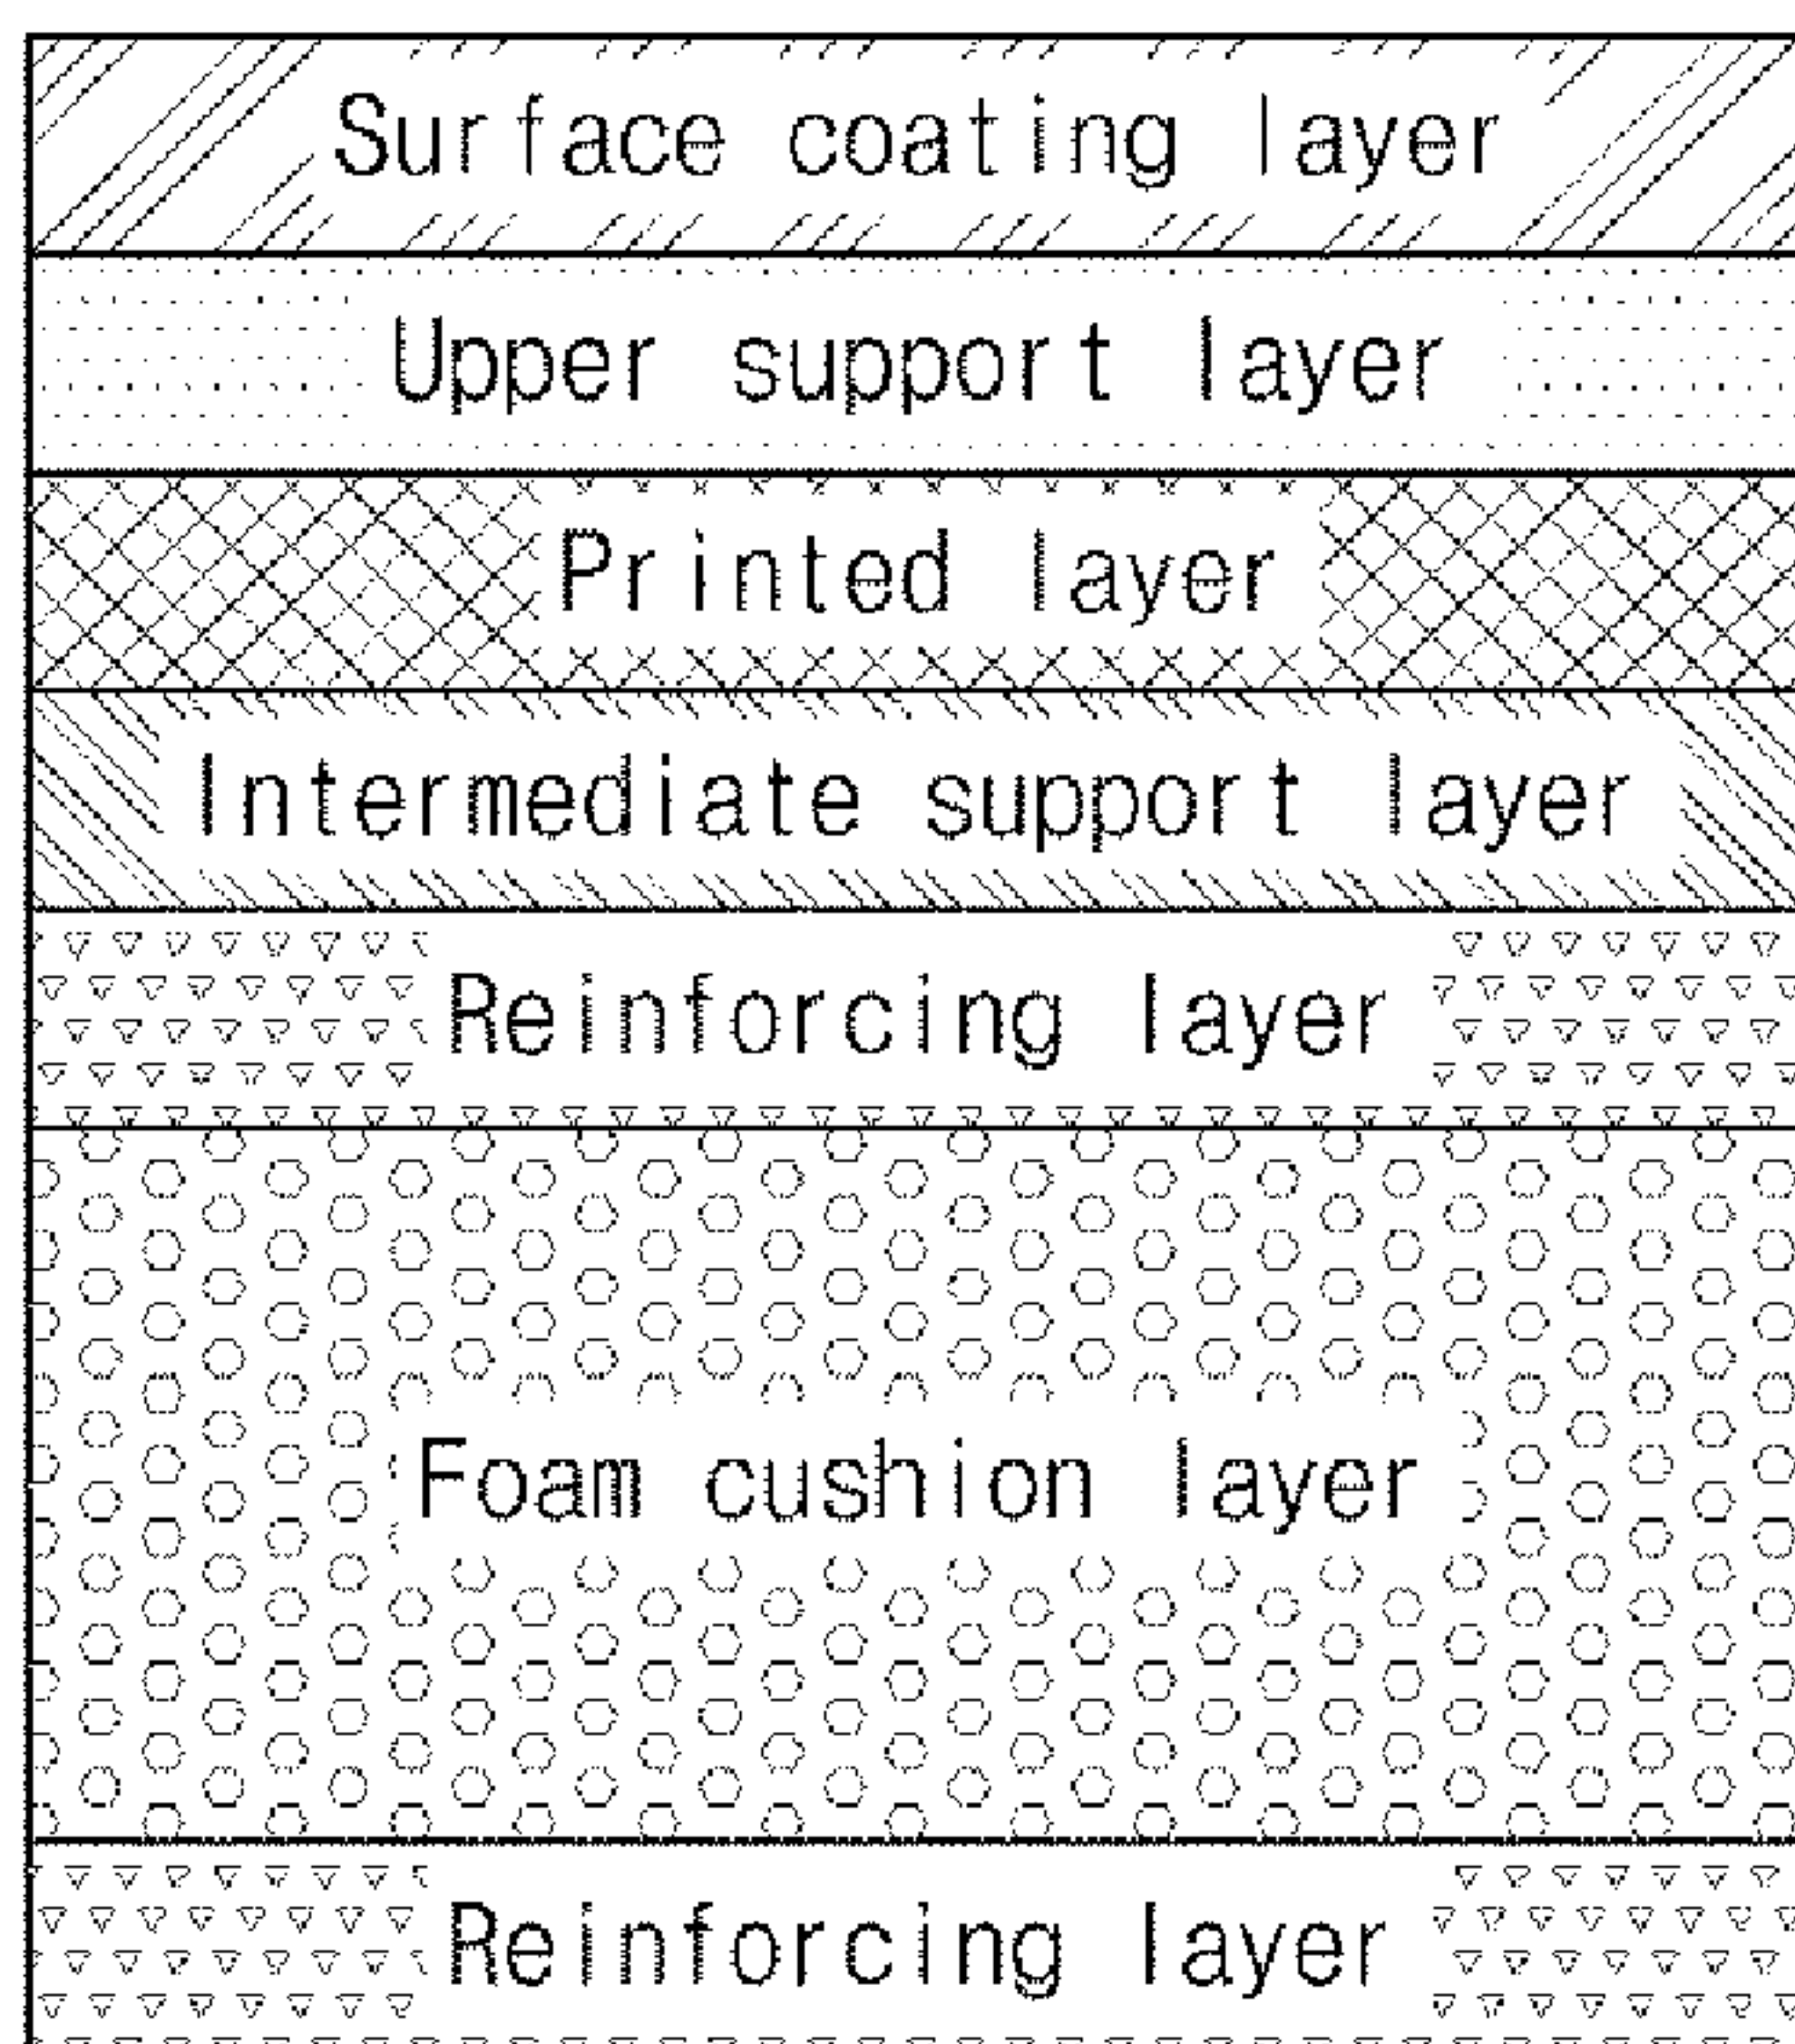 Surface coating layer
Upper support layer
Printed layer
Intermediate support layer
Reinforcing layer
Foam cushion layer
Reinforcing layer